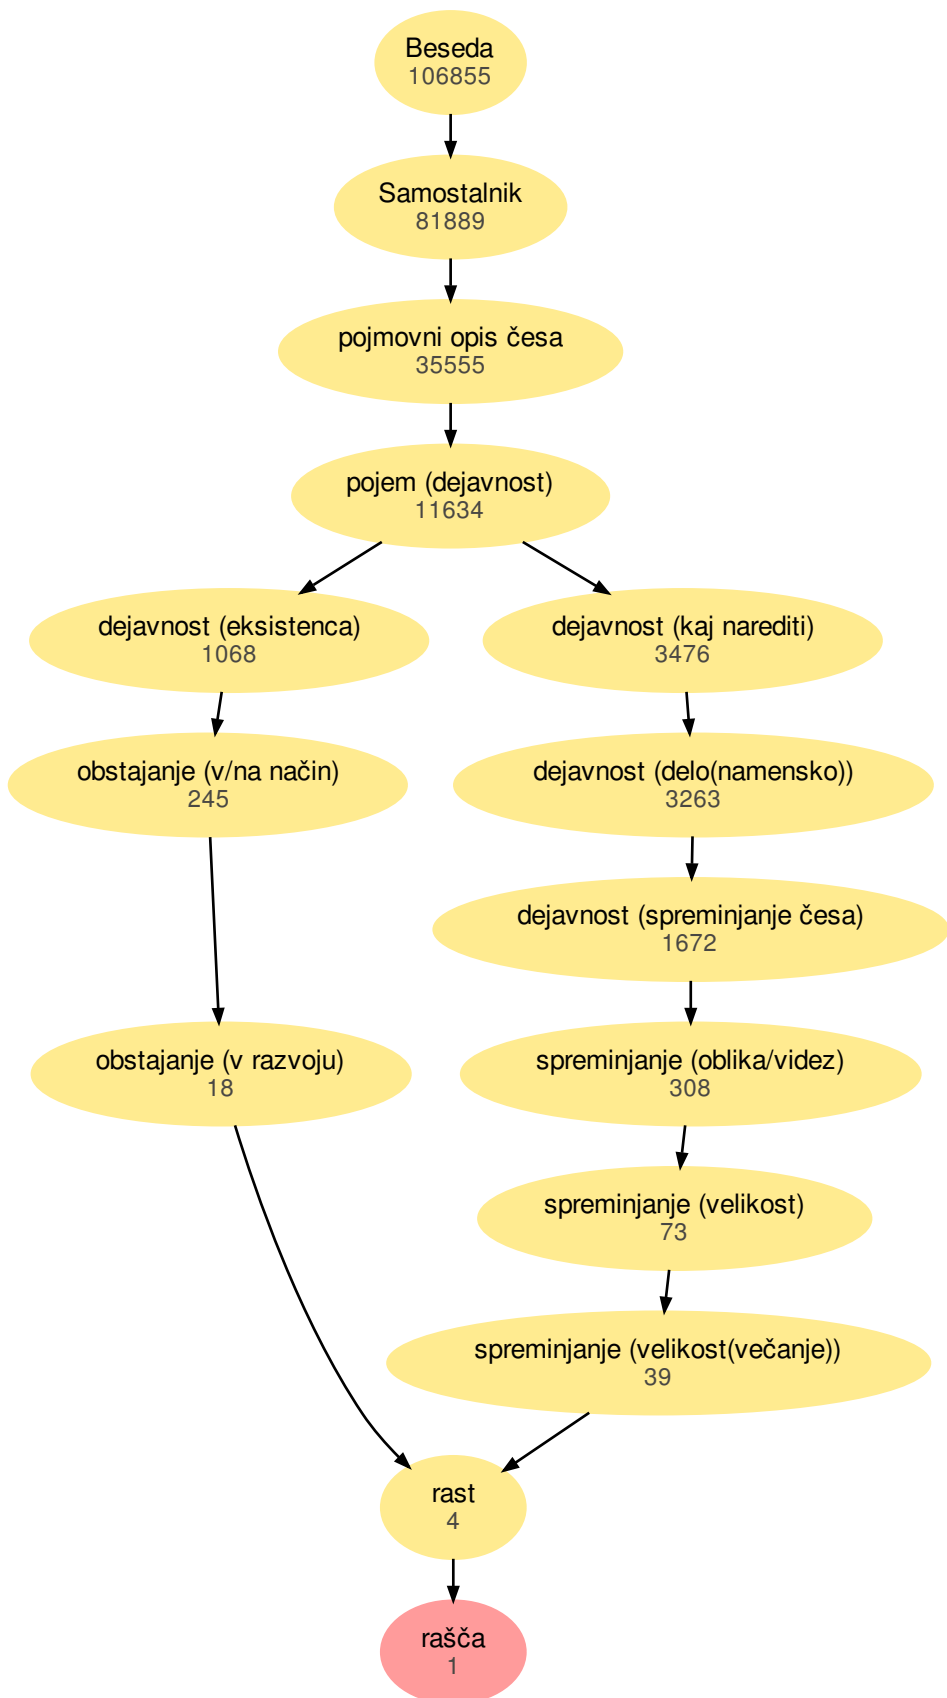 Beseda
106855
Samostalnik
81889
pojmovni opis česa
35555
pojem (dejavnost)
11634
dejavnost (eksistenca)
1068
dejavnost (kaj narediti)
3476
obstajanje (v/na način)
245
dejavnost (delo(namensko))
3263
dejavnost (spreminjanje česa)
1672
obstajanje (v razvoju)
18
spreminjanje (oblika/videz)
308
spreminjanje (velikost)
73
spreminjanje (velikost(večanje))
39
rast
4
rašča
1